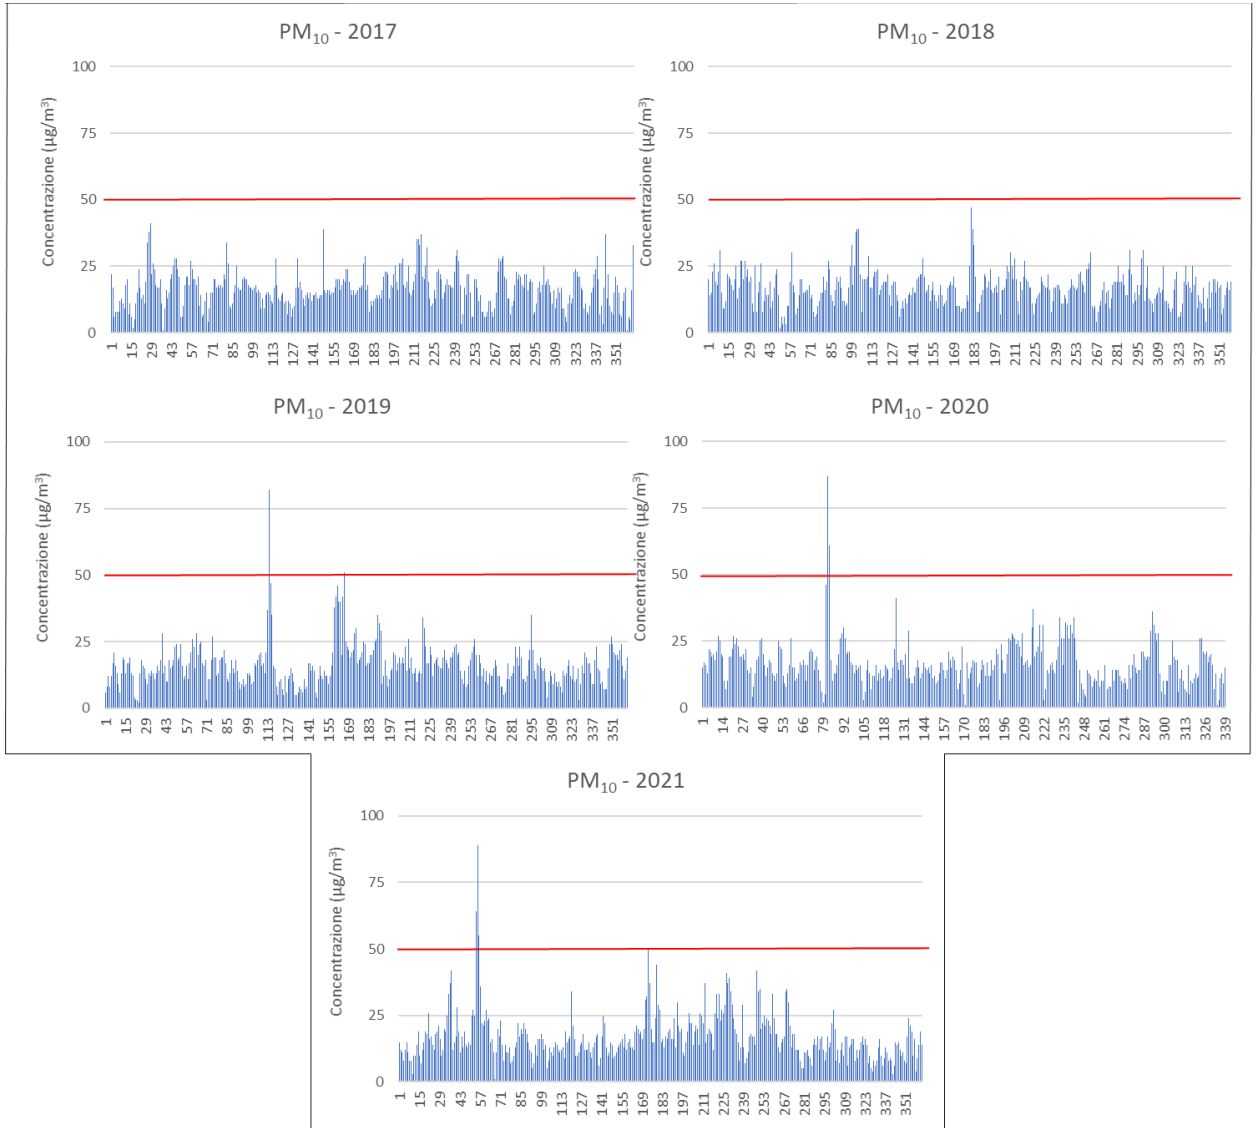 PM₁₀ - 2017
Concentrazione (µg/m³)
100
75
50
25
0
1 15 29 43 57 71 85 99 113 127 141 155 169 183 197 211 225 239 253 267 281 295 309 323 337 351
PM₁₀ - 2018
Concentrazione (µg/m³)
100
75
50
25
0
1 15 29 43 57 71 85 99 113 127 141 155 169 183 197 211 225 239 253 267 281 295 309 323 337 351
PM₁₀ - 2019
Concentrazione (µg/m³)
100
75
50
25
0
1 15 29 43 57 71 85 99 113 127 141 155 169 183 197 211 225 239 253 267 281 295 309 323 337 351
PM₁₀ - 2020
Concentrazione (µg/m³)
100
75
50
25
0
1 14 27 40 53 66 79 92 105 118 131 144 157 170 183 196 209 222 235 248 261 274 287 300 313 326 339
PM₁₀ - 2021
Concentrazione (µg/m³)
100
75
50
25
0
1 15 29 43 57 71 85 99 113 127 141 155 169 183 197 211 225 239 253 267 281 295 309 323 337 351